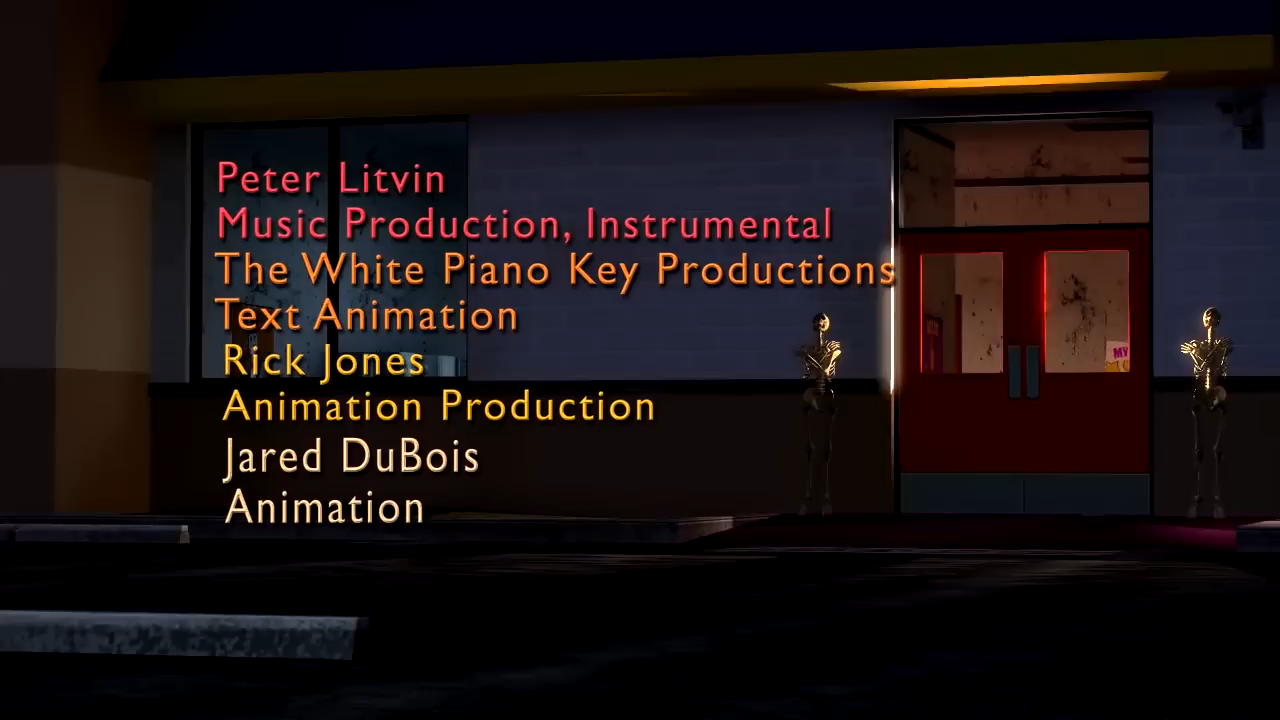 Peter Litvin
Music Production, Instrumental
The White Piano Key Productions
Text Animation
Rick Jones
Animation Production
Jared DuBois
Animation
MY